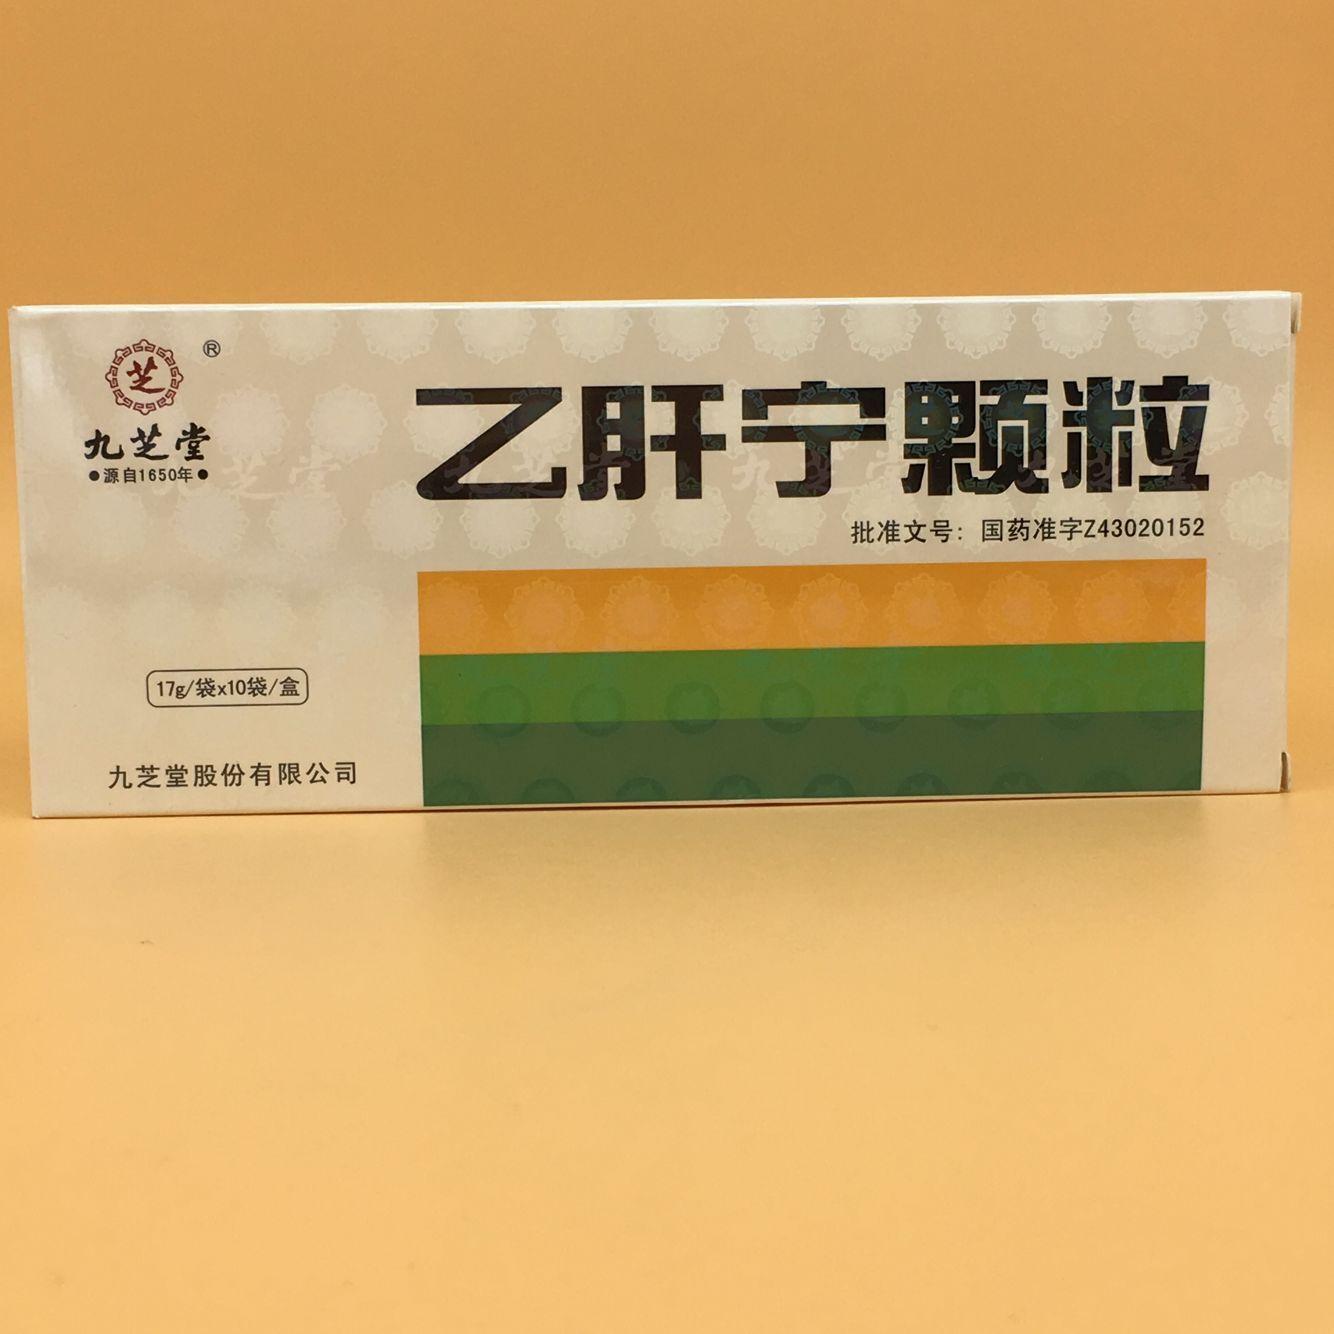 芝
®
九芝堂
●源自1650年●
乙肝宁颗粒
批准文号：国药准字Z43020152
17g/袋x10袋/盒
九芝堂股份有限公司